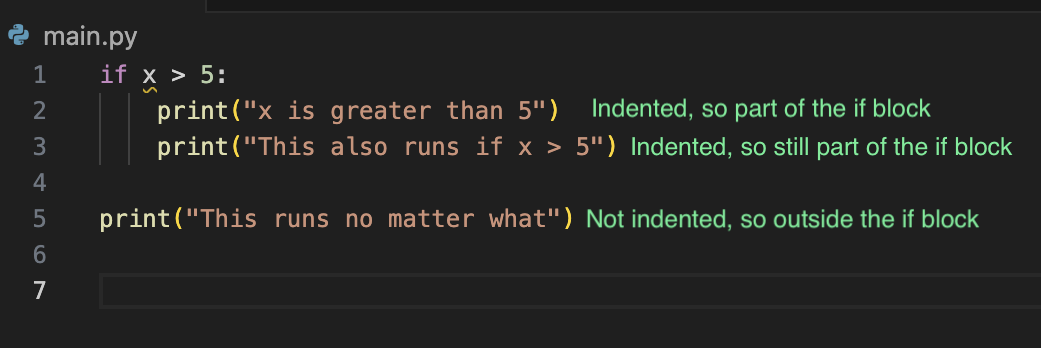 main.py
1 if x > 5:
2 print("x is greater than 5") Indented, so part of the if block
3 print("This also runs if x > 5") Indented, so still part of the if block
4
5 print("This runs no matter what") Not indented, so outside the if block
6
7